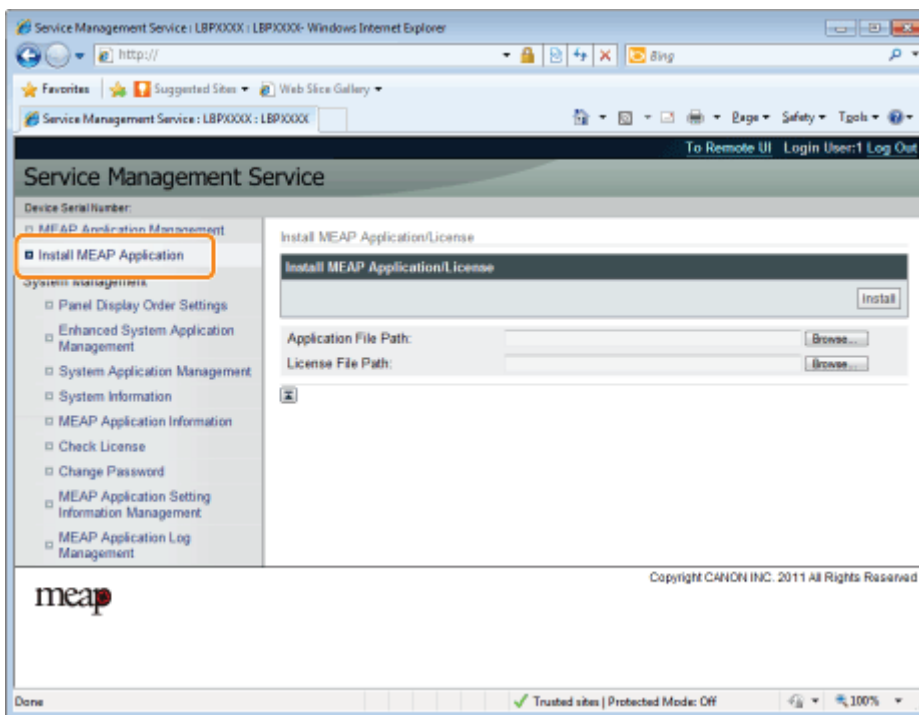 Service Management Service : LBPXXXX : LBPXXXX- Windows Internet Explorer
http://
Bing
Favorites
Suggested Sites
Web Slice Gallery
Service Management Service : LBPXXXX : LBPXXXX
Page
Safety
Tools
To Remote UI Login User:1 Log Out
Service Management Service
Device Serial Number:
MEAP Application Management
Install MEAP Application
System Management
Panel Display Order Settings
Enhanced System Application
Management
System Application Management
System Information
MEAP Application Information
Check License
Change Password
MEAP Application Setting
Information Management
MEAP Application Log
Management
Install MEAP Application/License
Install MEAP Application/License
Install
Application File Path:
Browse...
License File Path:
Browse...
Copyright CANON INC. 2011 All Rights Reserved
meap
Done
Trusted sites | Protected Mode: Off
100%